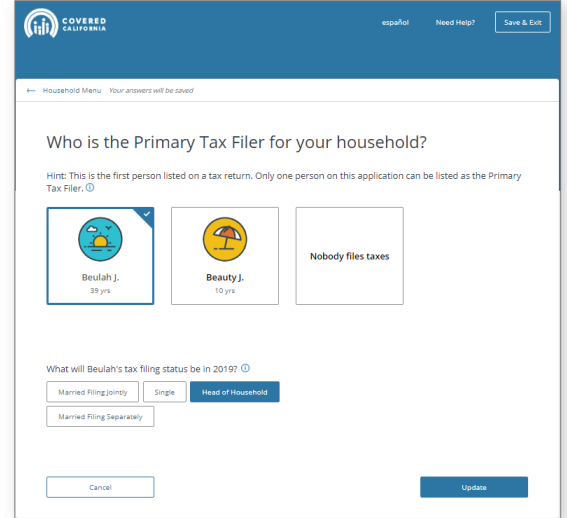 COVERED
CALIFORNIA
español Need Help? Save & Exit
← Household Menu Your answers will be saved
Who is the Primary Tax Filer for your household?
Hint: This is the first person listed on a tax return. Only one person on this application can be listed as the Primary
Tax Filer.
Beulah J.
39 yrs
Beauty J.
10 yrs
Nobody files taxes
What will Beulah's tax filing status be in 2019?
Married Filing Jointly Single Head of Household
Married Filing Separately
Cancel Update